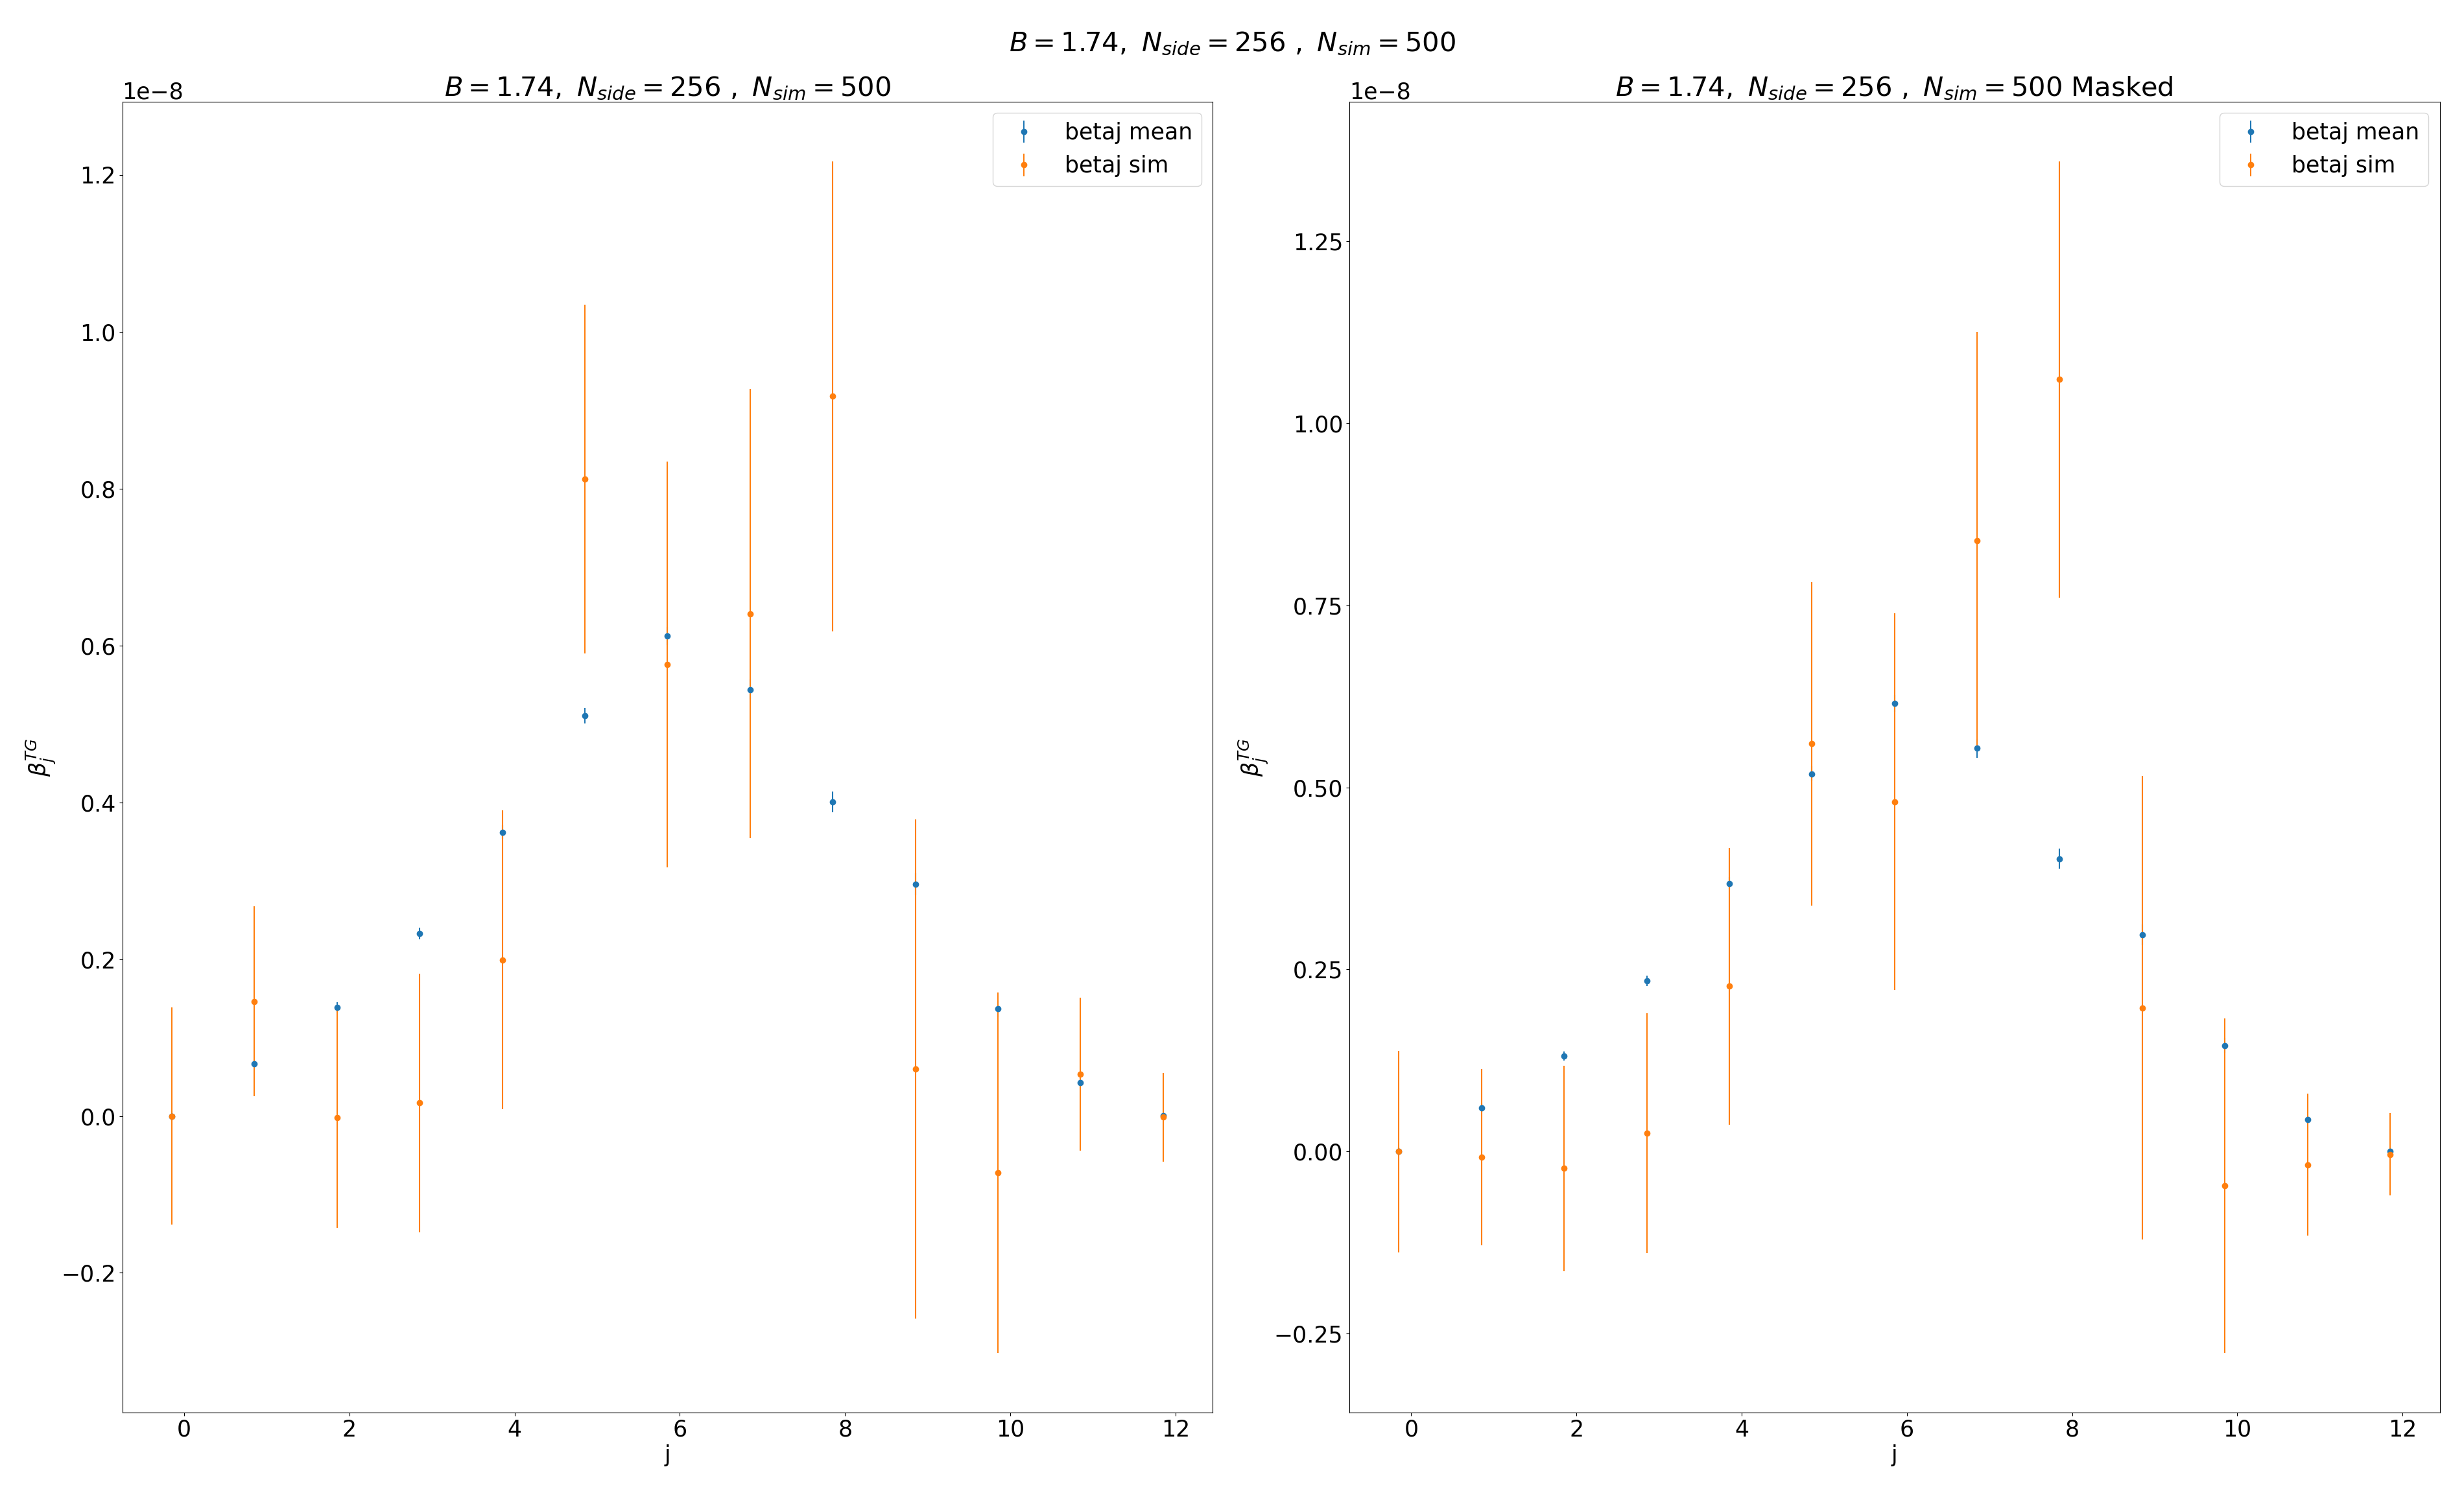 B = 1.74, N_side = 256 , N_sim = 500
B = 1.74, N_side = 256 , N_sim = 500
1e−8
betaj mean
betaj sim
1.2
1.0
0.8
0.6
0.4
0.2
0.0
−0.2
β_j^TG
0 2 4 6 8 10 12
j
B = 1.74, N_side = 256 , N_sim = 500 Masked
1e−8
betaj mean
betaj sim
1.25
1.00
0.75
0.50
0.25
0.00
−0.25
β_j^TG
0 2 4 6 8 10 12
j